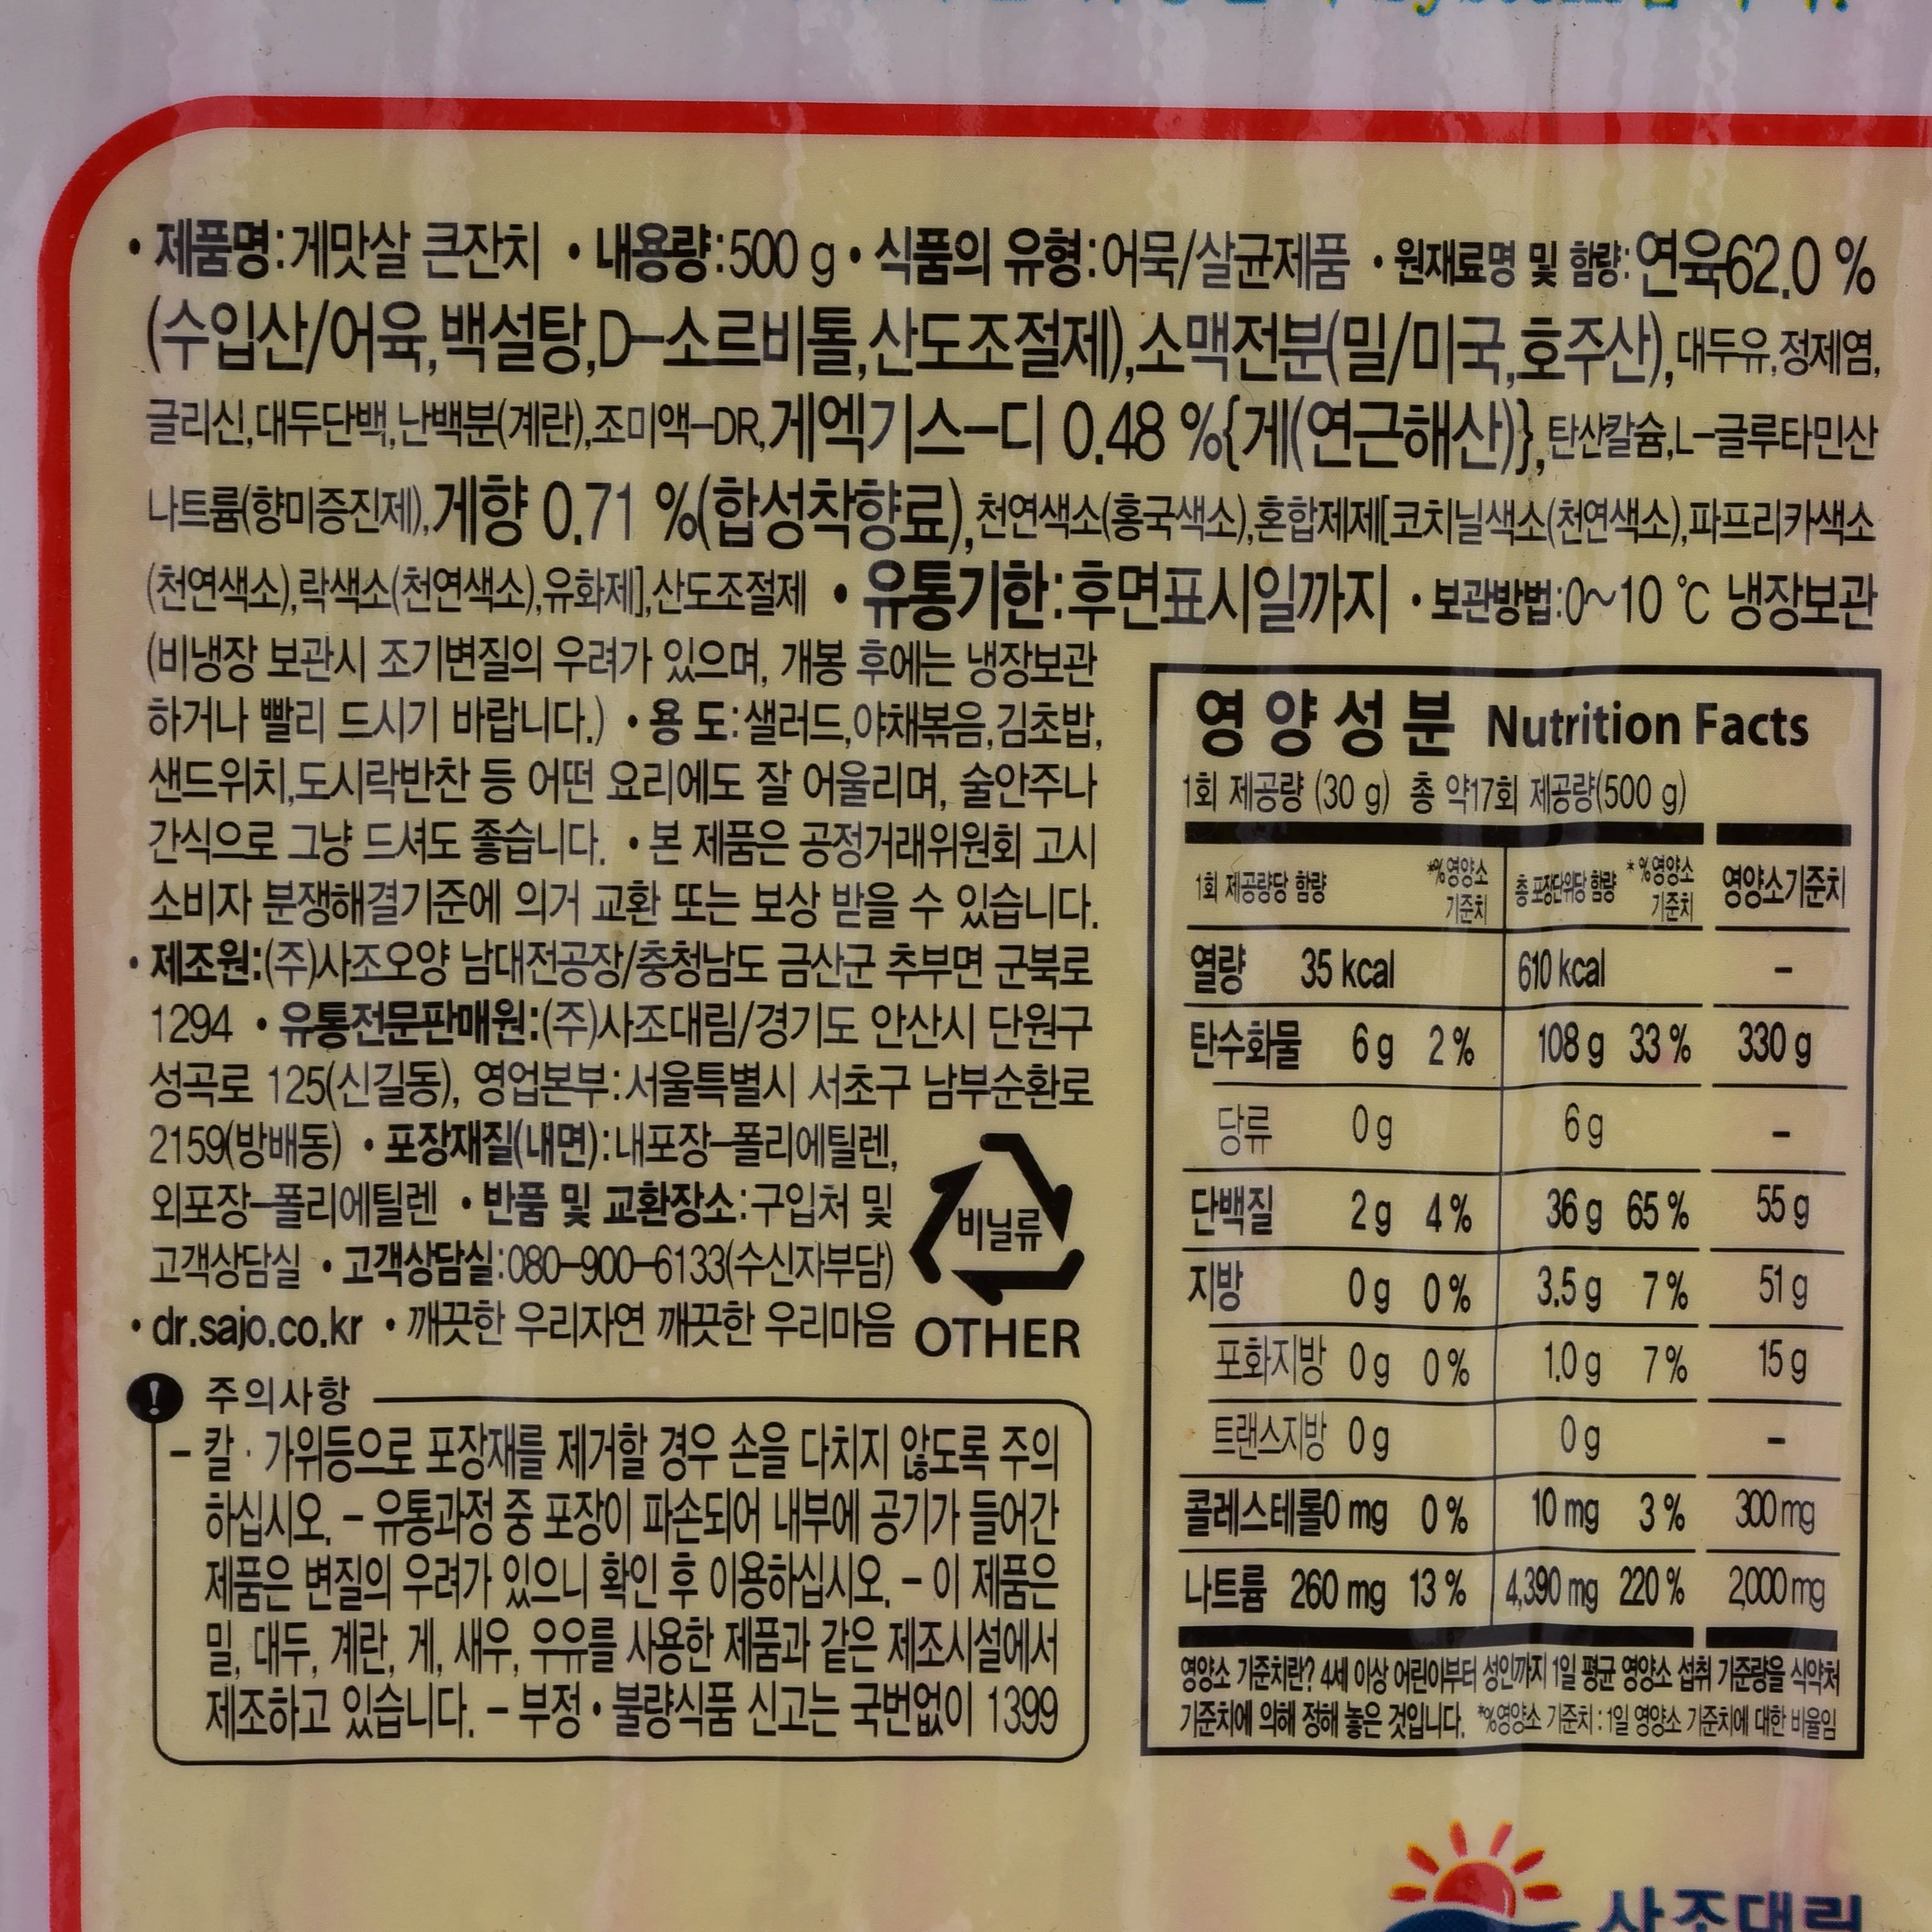 • 제품명:게맛살 큰잔치 • 내용량:500 g • 식품의 유형:어묵/살균제품 • 원재료명 및 함량:연육62.0 %
(수입산/어육,백설탕,D-소르비톨,산도조절제),소맥전분(밀/미국,호주산),대두유,정제염,
글리신,대두단백,난백분(계란),조미액-DR,게엑기스-디 0.48 %{게(연근해산)},탄산칼슘,L-글루타민산
나트륨(향미증진제),게향 0.71 %(합성착향료),천연색소(홍국색소),혼합제제[코치닐색소(천연색소),파프리카색소
(천연색소),락색소(천연색소),유화제],산도조절제 • 유통기한:후면표시일까지 • 보관방법:0~10 ℃ 냉장보관
(비냉장 보관시 조기변질의 우려가 있으며, 개봉 후에는 냉장보관
하거나 빨리 드시기 바랍니다.) • 용 도:샐러드,야채볶음,김초밥,
샌드위치,도시락반찬 등 어떤 요리에도 잘 어울리며, 술안주나
간식으로 그냥 드셔도 좋습니다. • 본 제품은 공정거래위원회 고시
소비자 분쟁해결기준에 의거 교환 또는 보상 받을 수 있습니다.
• 제조원:(주)사조오양 남대전공장/충청남도 금산군 추부면 군북로
1294 • 유통전문판매원:(주)사조대림/경기도 안산시 단원구
성곡로 125(신길동), 영업본부:서울특별시 서초구 남부순환로
2159(방배동) • 포장재질(내면):내포장-폴리에틸렌,
외포장-폴리에틸렌 • 반품 및 교환장소:구입처 및
고객상담실 • 고객상담실:080-900-6133(수신자부담)
• dr.sajo.co.kr • 깨끗한 우리자연 깨끗한 우리마음
비닐류
OTHER
! 주의사항
- 칼 · 가위등으로 포장재를 제거할 경우 손을 다치지 않도록 주의
하십시오. - 유통과정 중 포장이 파손되어 내부에 공기가 들어간
제품은 변질의 우려가 있으니 확인 후 이용하십시오. - 이 제품은
밀, 대두, 계란, 게, 새우, 우유를 사용한 제품과 같은 제조시설에서
제조하고 있습니다. - 부정 • 불량식품 신고는 국번없이 1399
영양성분 Nutrition Facts
1회 제공량 (30 g) 총 약17회 제공량(500 g)
1회 제공량당 함량 *%영양소 기준치 총 포장단위당 함량 *%영양소 기준치 영양소기준치
열량 35 kcal 610 kcal -
탄수화물 6 g 2 % 108 g 33 % 330 g
당류 0 g 6 g -
단백질 2 g 4 % 36 g 65 % 55 g
지방 0 g 0 % 3.5 g 7 % 51 g
포화지방 0 g 0 % 1.0 g 7 % 15 g
트랜스지방 0 g 0 g -
콜레스테롤 0 mg 0 % 10 mg 3 % 300 mg
나트륨 260 mg 13 % 4,390 mg 220 % 2,000 mg
영양소 기준치란? 4세 이상 어린이부터 성인까지 1일 평균 영양소 섭취 기준량을 식약처
기준치에 의해 정해 놓은 것입니다. *%영양소 기준치 : 1일 영양소 기준치에 대한 비율임
사조대림